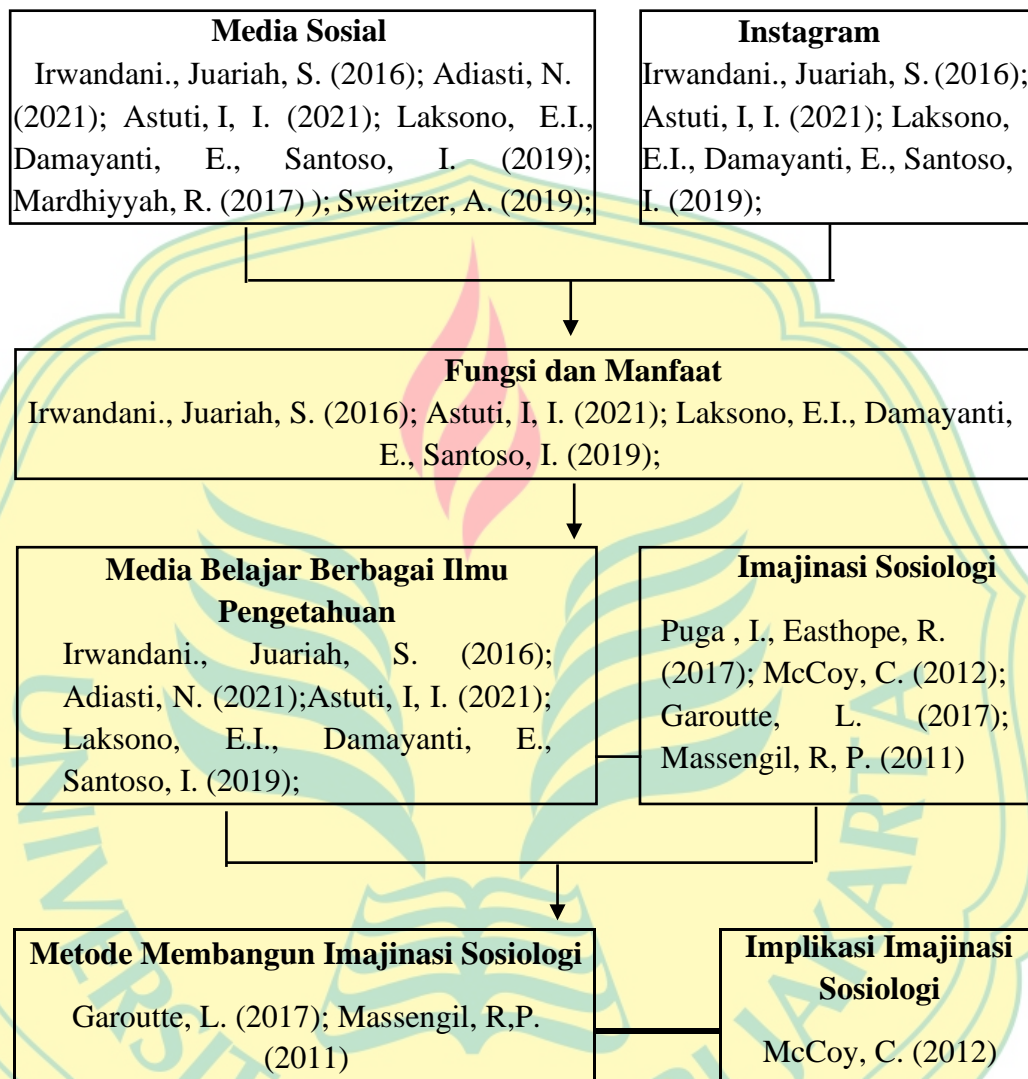 Media Sosial
Irwandani., Juariah, S. (2016); Adiasti, N.
(2021); Astuti, I, I. (2021); Laksono, E.I.,
Damayanti, E., Santoso, I. (2019);
Mardhiyyah, R. (2017) ); Sweitzer, A. (2019);
Instagram
Irwandani., Juariah, S. (2016);
Astuti, I, I. (2021); Laksono,
E.I., Damayanti, E., Santoso,
I. (2019);
Fungsi dan Manfaat
Irwandani., Juariah, S. (2016); Astuti, I, I. (2021); Laksono, E.I., Damayanti,
E., Santoso, I. (2019);
Media Belajar Berbagai Ilmu
Pengetahuan
Irwandani., Juariah, S. (2016);
Adiasti, N. (2021);Astuti, I, I. (2021);
Laksono, E.I., Damayanti, E.,
Santoso, I. (2019);
Imajinasi Sosiologi
Puga , I., Easthope, R.
(2017); McCoy, C. (2012);
Garoutte, L. (2017);
Massengil, R, P. (2011)
Metode Membangun Imajinasi Sosiologi
Garoutte, L. (2017); Massengil, R,P.
(2011)
Implikasi Imajinasi
Sosiologi
McCoy, C. (2012)